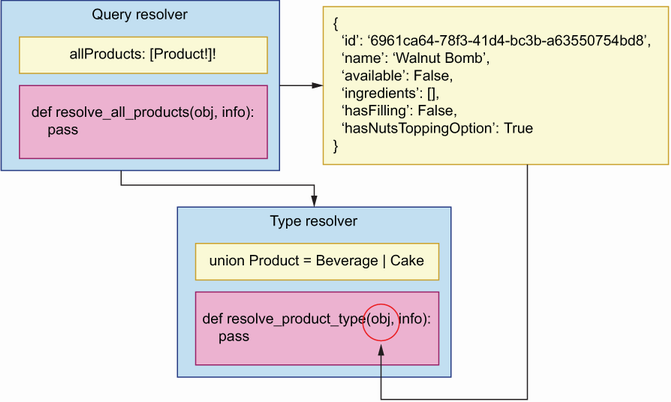 Query resolver
allProducts: [Product!]!
def resolve_all_products(obj, info):
pass
{
‘id’: ‘6961ca64-78f3-41d4-bc3b-a63550754bd8’,
‘name’: ‘Walnut Bomb’,
‘available’: False,
‘ingredients’: [],
‘hasFilling’: False,
‘hasNutsToppingOption’: True
}
Type resolver
union Product = Beverage | Cake
def resolve_product_type(obj, info):
pass